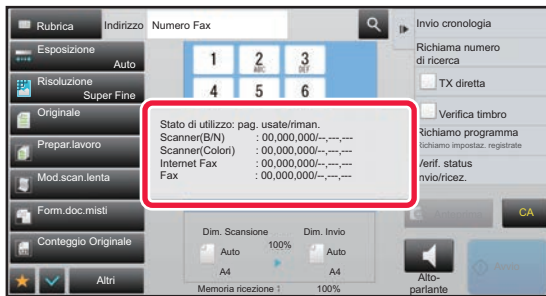 Rubrica
Indirizzo
Numero Fax
Invio cronologia
Esposizione
Auto
1
2
ABC
3
DEF
Richiama numero
di ricerca
Risoluzione
Super Fine
4
5
6
TX diretta
Originale
Verifica timbro
Stato di utilizzo: pag. usate/riman.
Scanner(B/N) : 00,000,000/--,---,---
Scanner(Colori) : 00,000,000/--,---,---
Internet Fax : 00,000,000/--,---,---
Fax : 00,000,000/--,---,---
Prepar.lavoro
Richiamo programma
Richiamo impostaz. registrate
Mod.scan.lenta
Verif. status
Invio/ricez.
Form.doc.misti
CA
Dim. Scansione
Dim. Invio
Conteggio Originale
Auto
100%
Auto
A4
A4
Altri
Memoria ricezione :
100%
Alto-
parlante